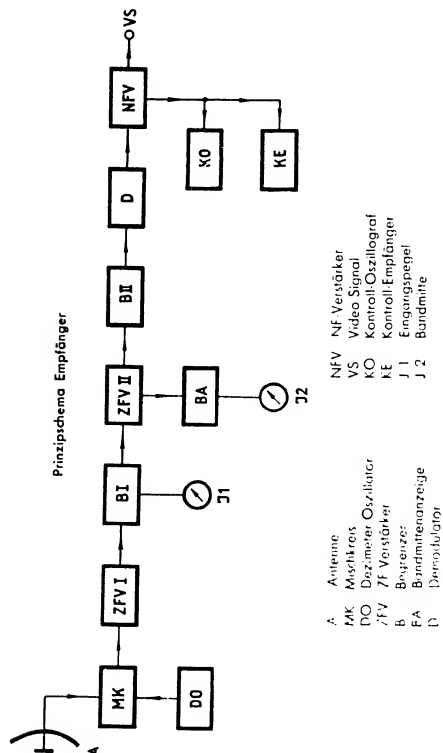 Prinzipschema Empfänger
A
MK
DO
ZFV I
BI
J1
ZFV II
BA
J2
BII
D
NFV
VS
KO
KE
A Antenne
MK Mischkreis
DO Dezimeter Oszillator
ZFV ZF Verstärker
B Begrenzer
BA Bandmittenanzeige
D Demodulator
NFV NF-Verstärker
VS Video Signal
KO Kontroll-Oszillograf
KE Kontroll-Empfänger
J 1 Eingangspegel
J 2 Bandmitte